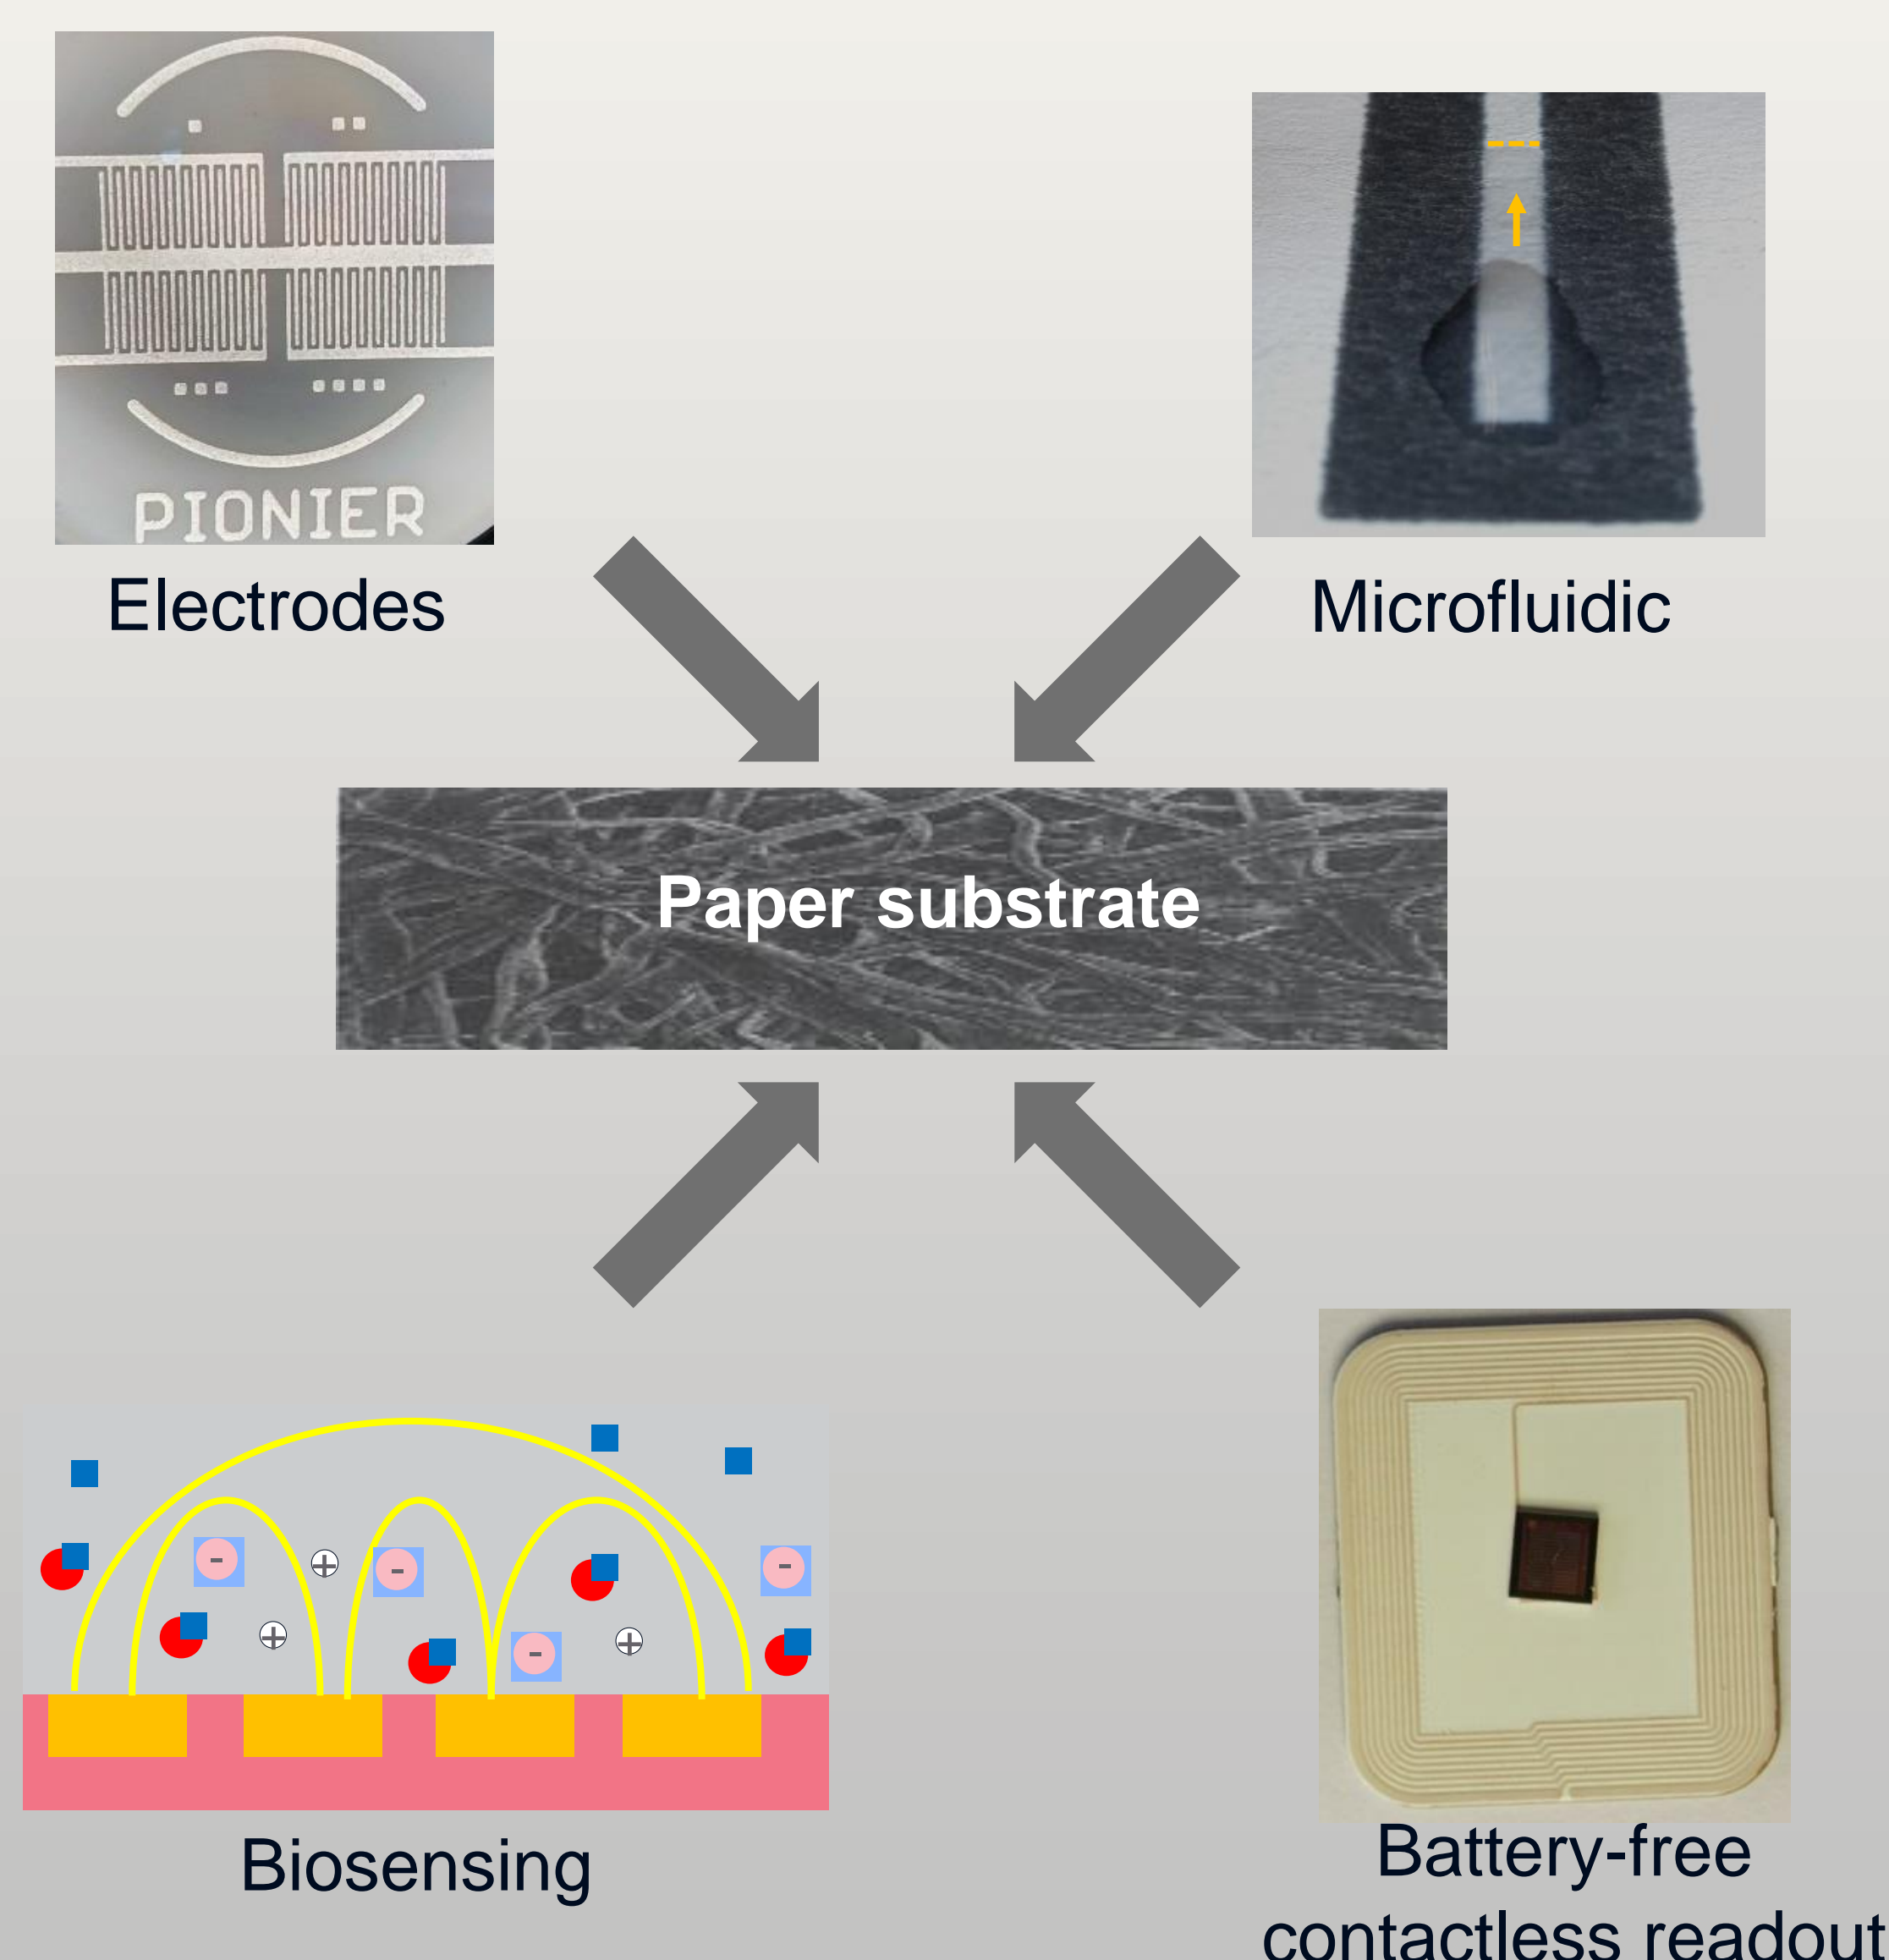 PIONIER
Electrodes
Microfluidic
Paper substrate
Biosensing
Battery-free
contactless readout